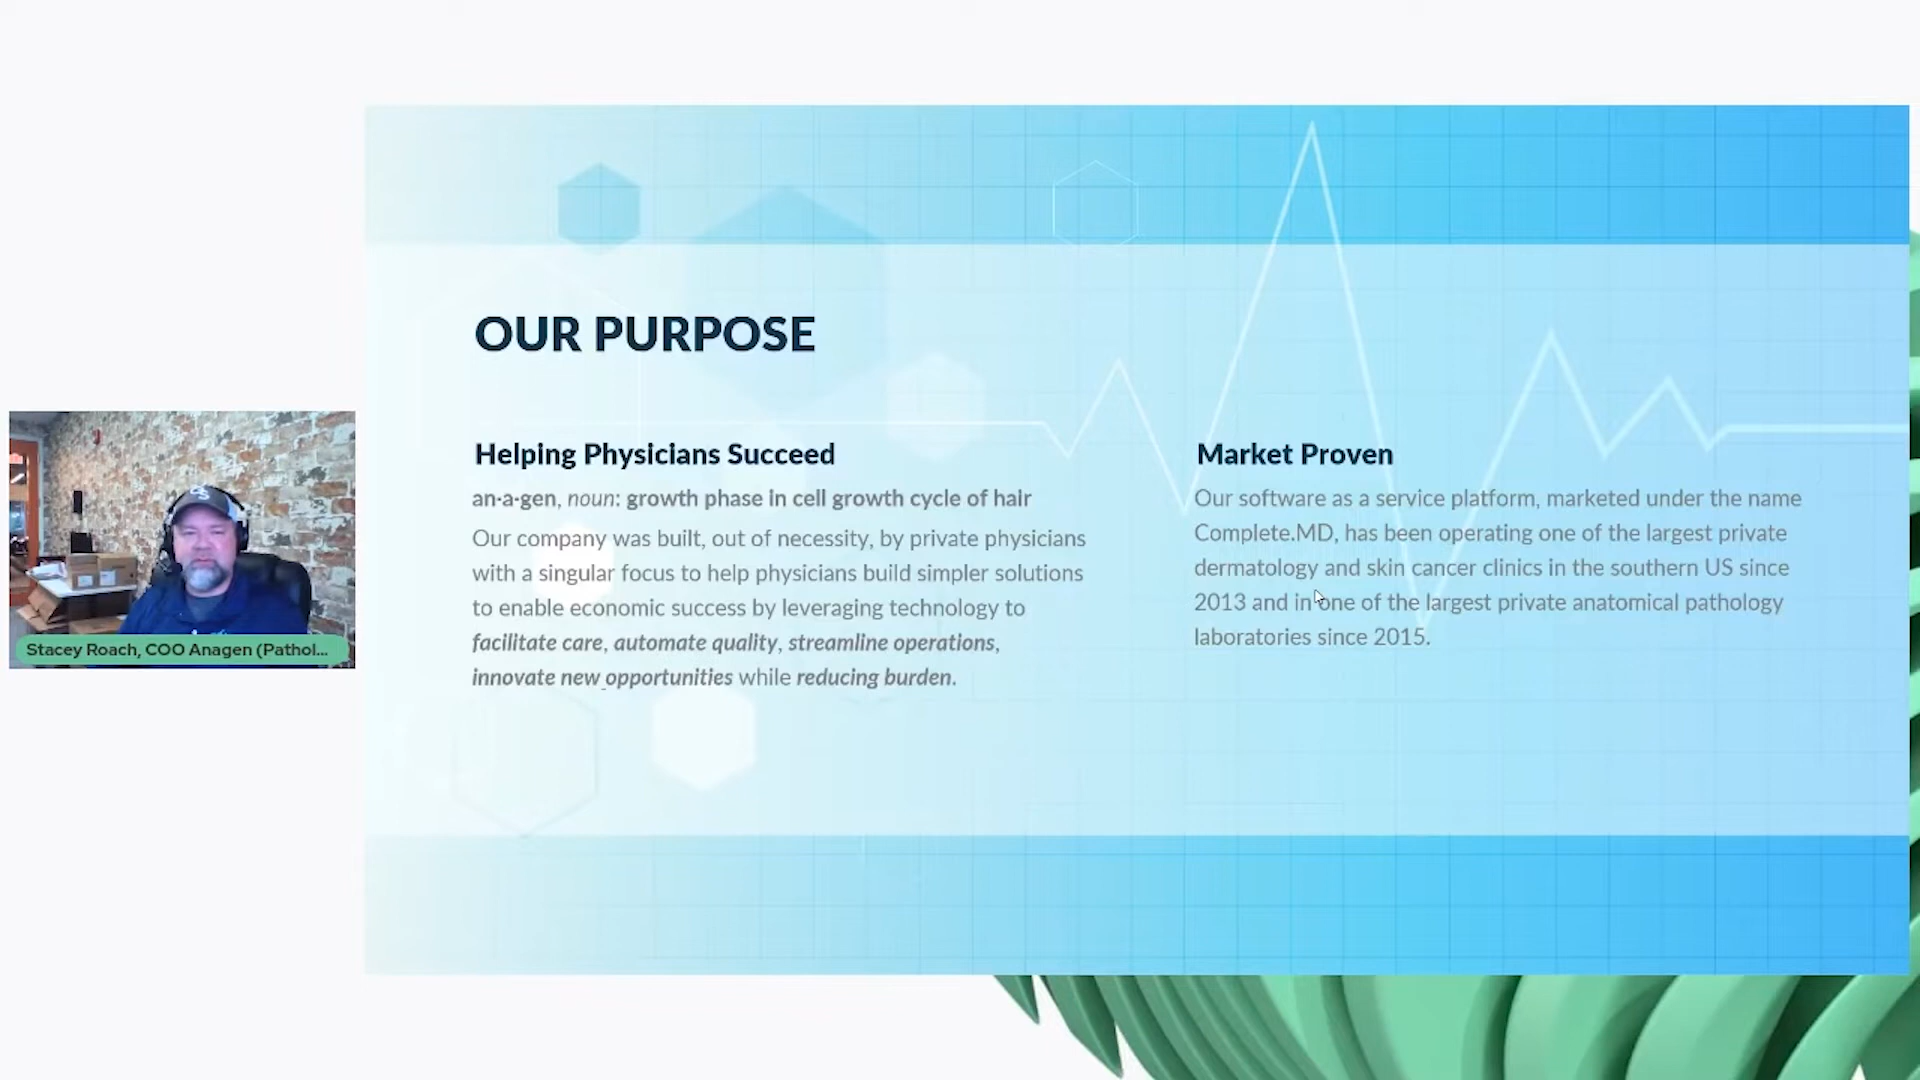 OUR PURPOSE
Helping Physicians Succeed
an·a·gen, noun: growth phase in cell growth cycle of hair
Our company was built, out of necessity, by private physicians
with a singular focus to help physicians build simpler solutions
to enable economic success by leveraging technology to
facilitate care, automate quality, streamline operations,
innovate new opportunities while reducing burden.
Market Proven
Our software as a service platform, marketed under the name
Complete.MD, has been operating one of the largest private
dermatology and skin cancer clinics in the southern US since
2013 and in one of the largest private anatomical pathology
laboratories since 2015.
Stacey Roach, COO Anagen (Pathol...